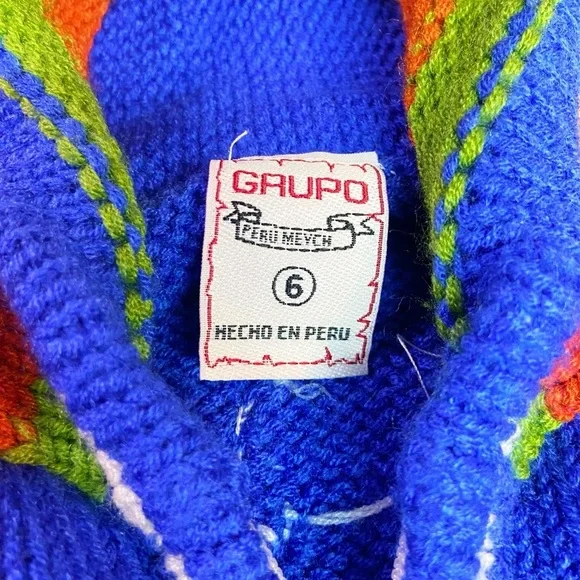 GRUPO
PERU MEYCH
6
HECHO EN PERU